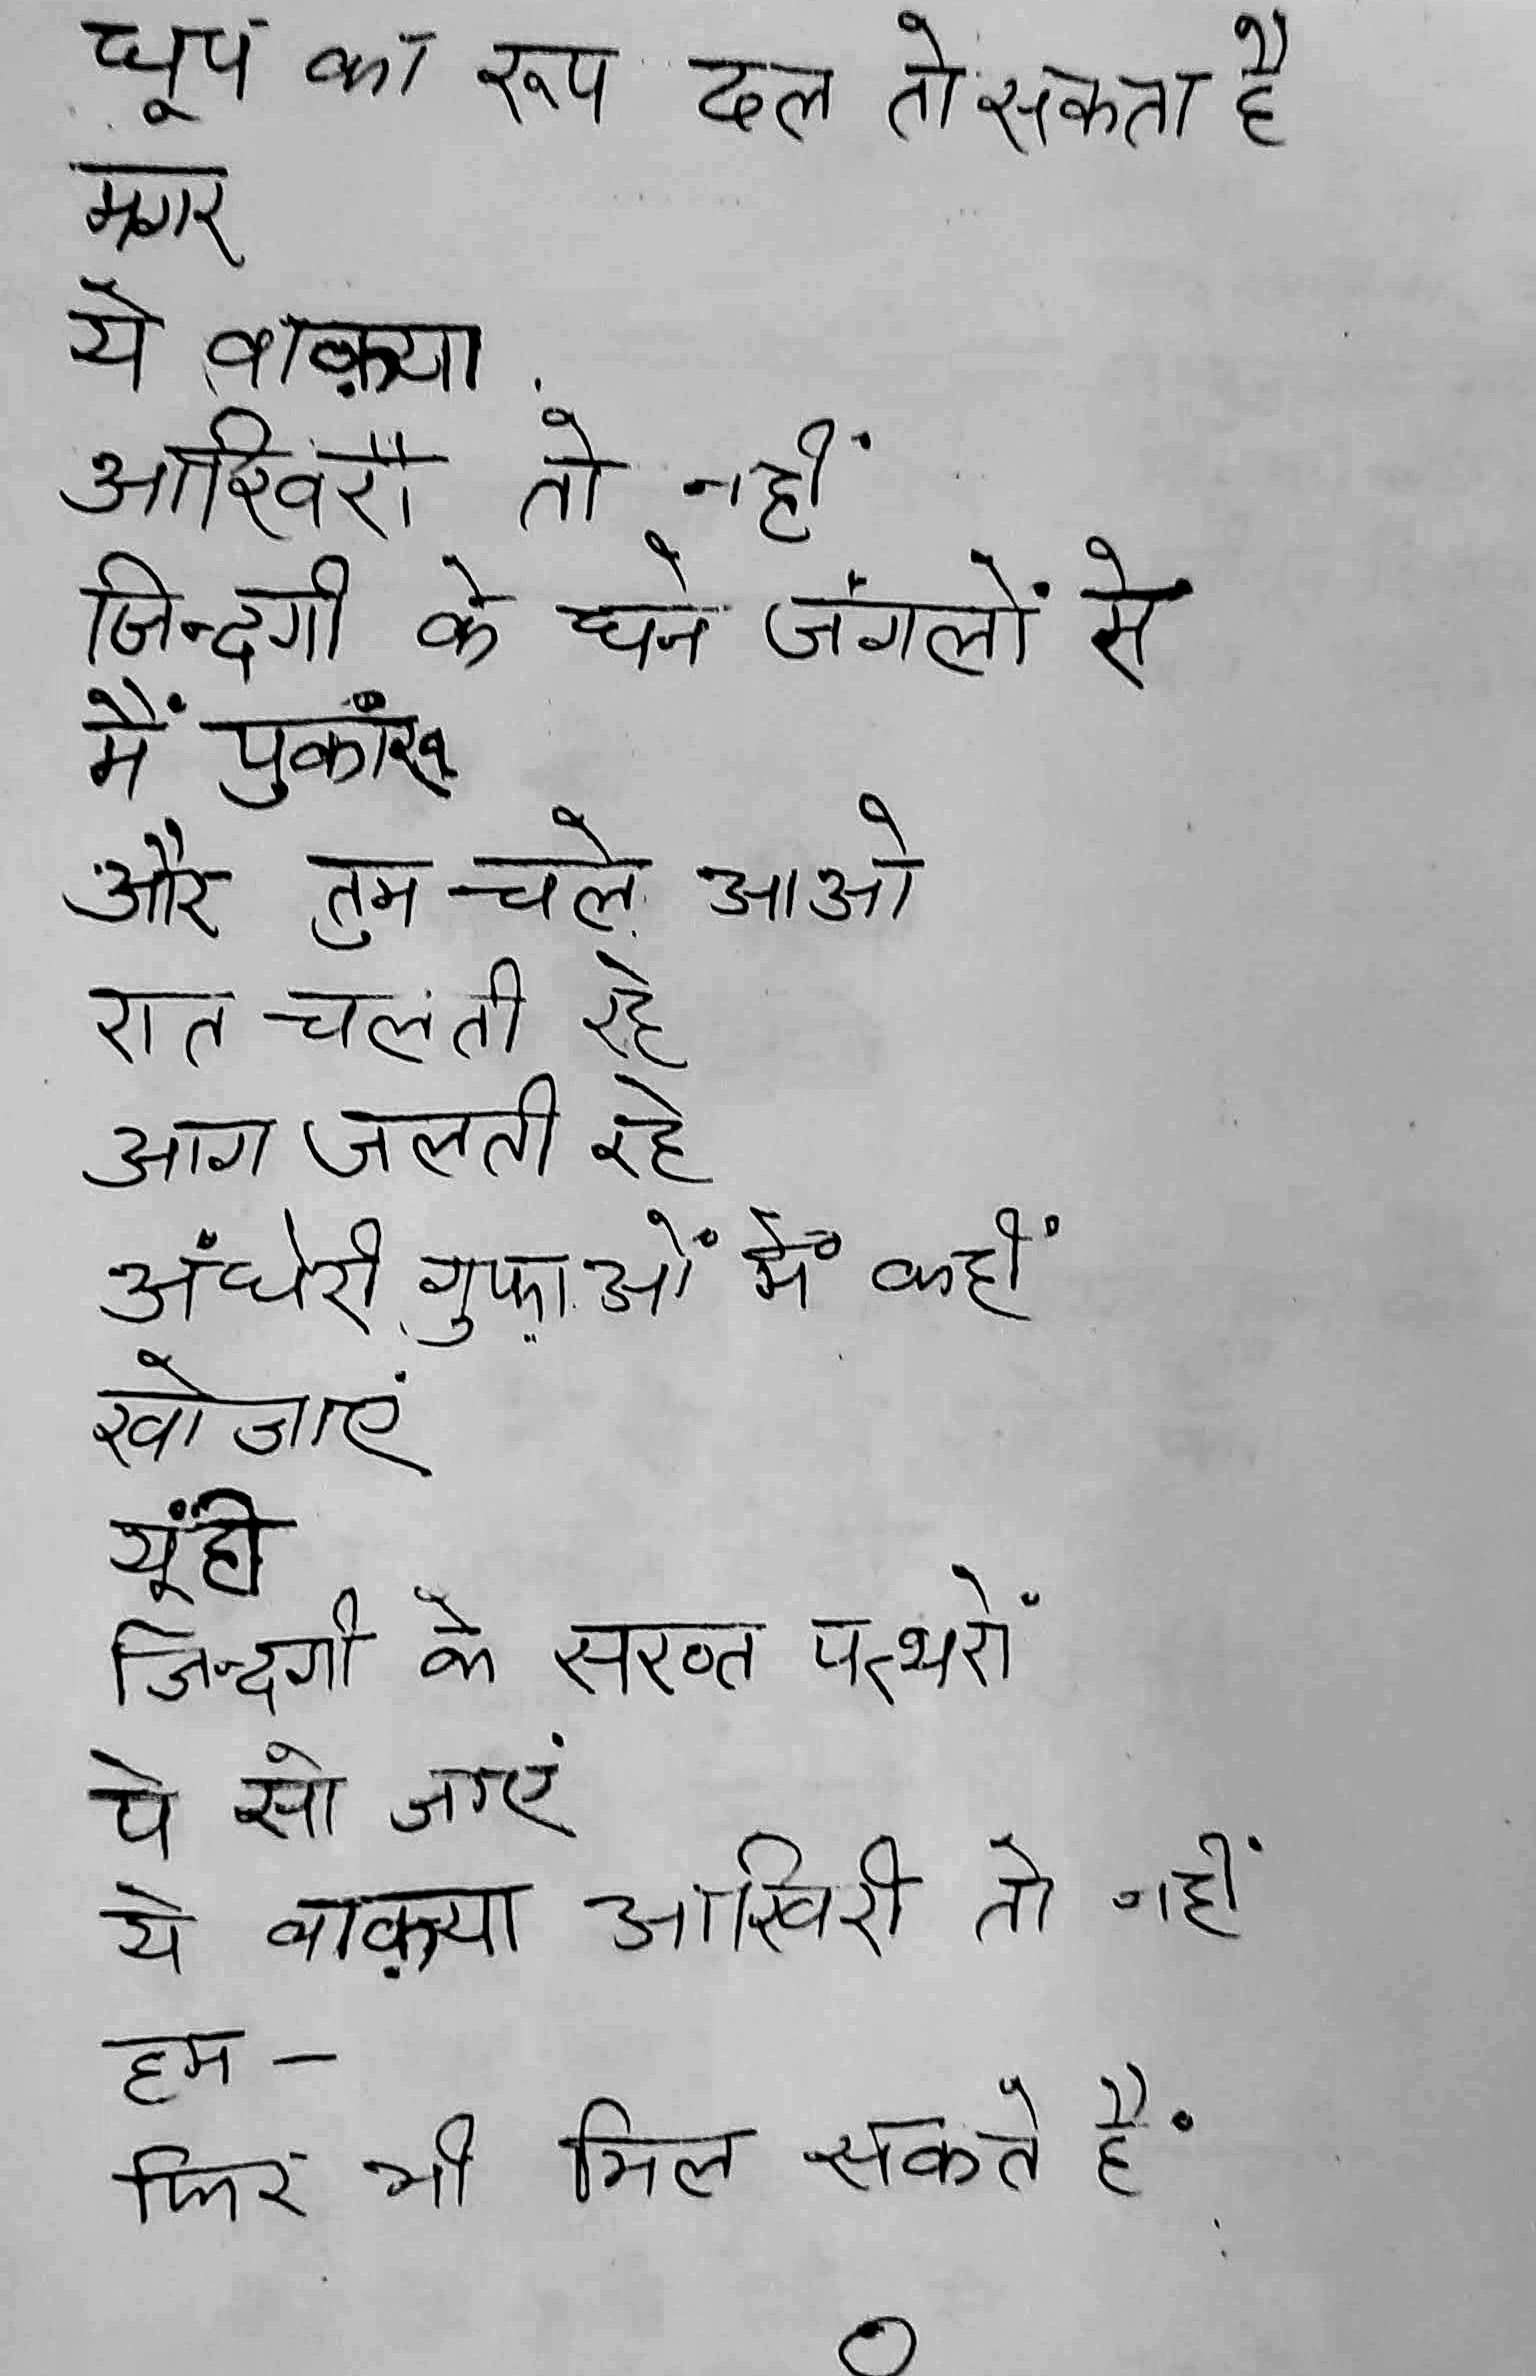 धूप का रूप ढल तो सकता है
मगर
ये वाक़्या
आखिरी तो नहीं
जिन्दगी के घने जंगलों से
मैं पुकारूं
और तुम चले आओ
रात चलती रहे
आग जलती रहे
अंधेरी गुफ़ाओं में कहीं
खो जाएं
यूंही
जिन्दगी के सख्त पत्थरों
पे सो जाएं
ये वाक़्या आखिरी तो नहीं
हम –
फिर भी मिल सकते हैं